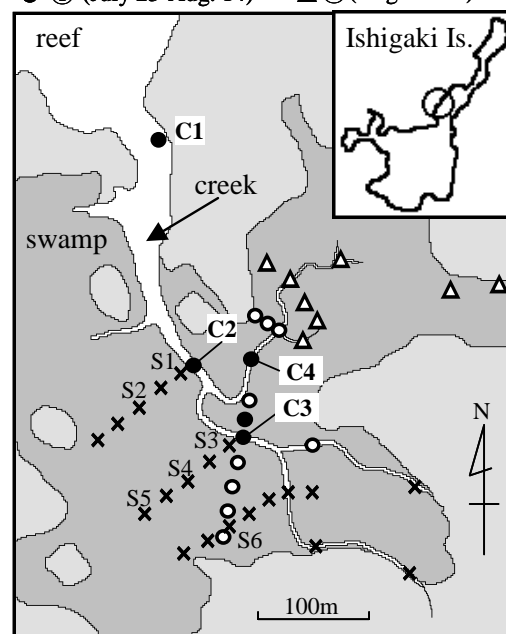 reef
Ishigaki Is.
C1
creek
swamp
C2
S1
C4
S2
C3
S3
N
S4
S5
S6
100m